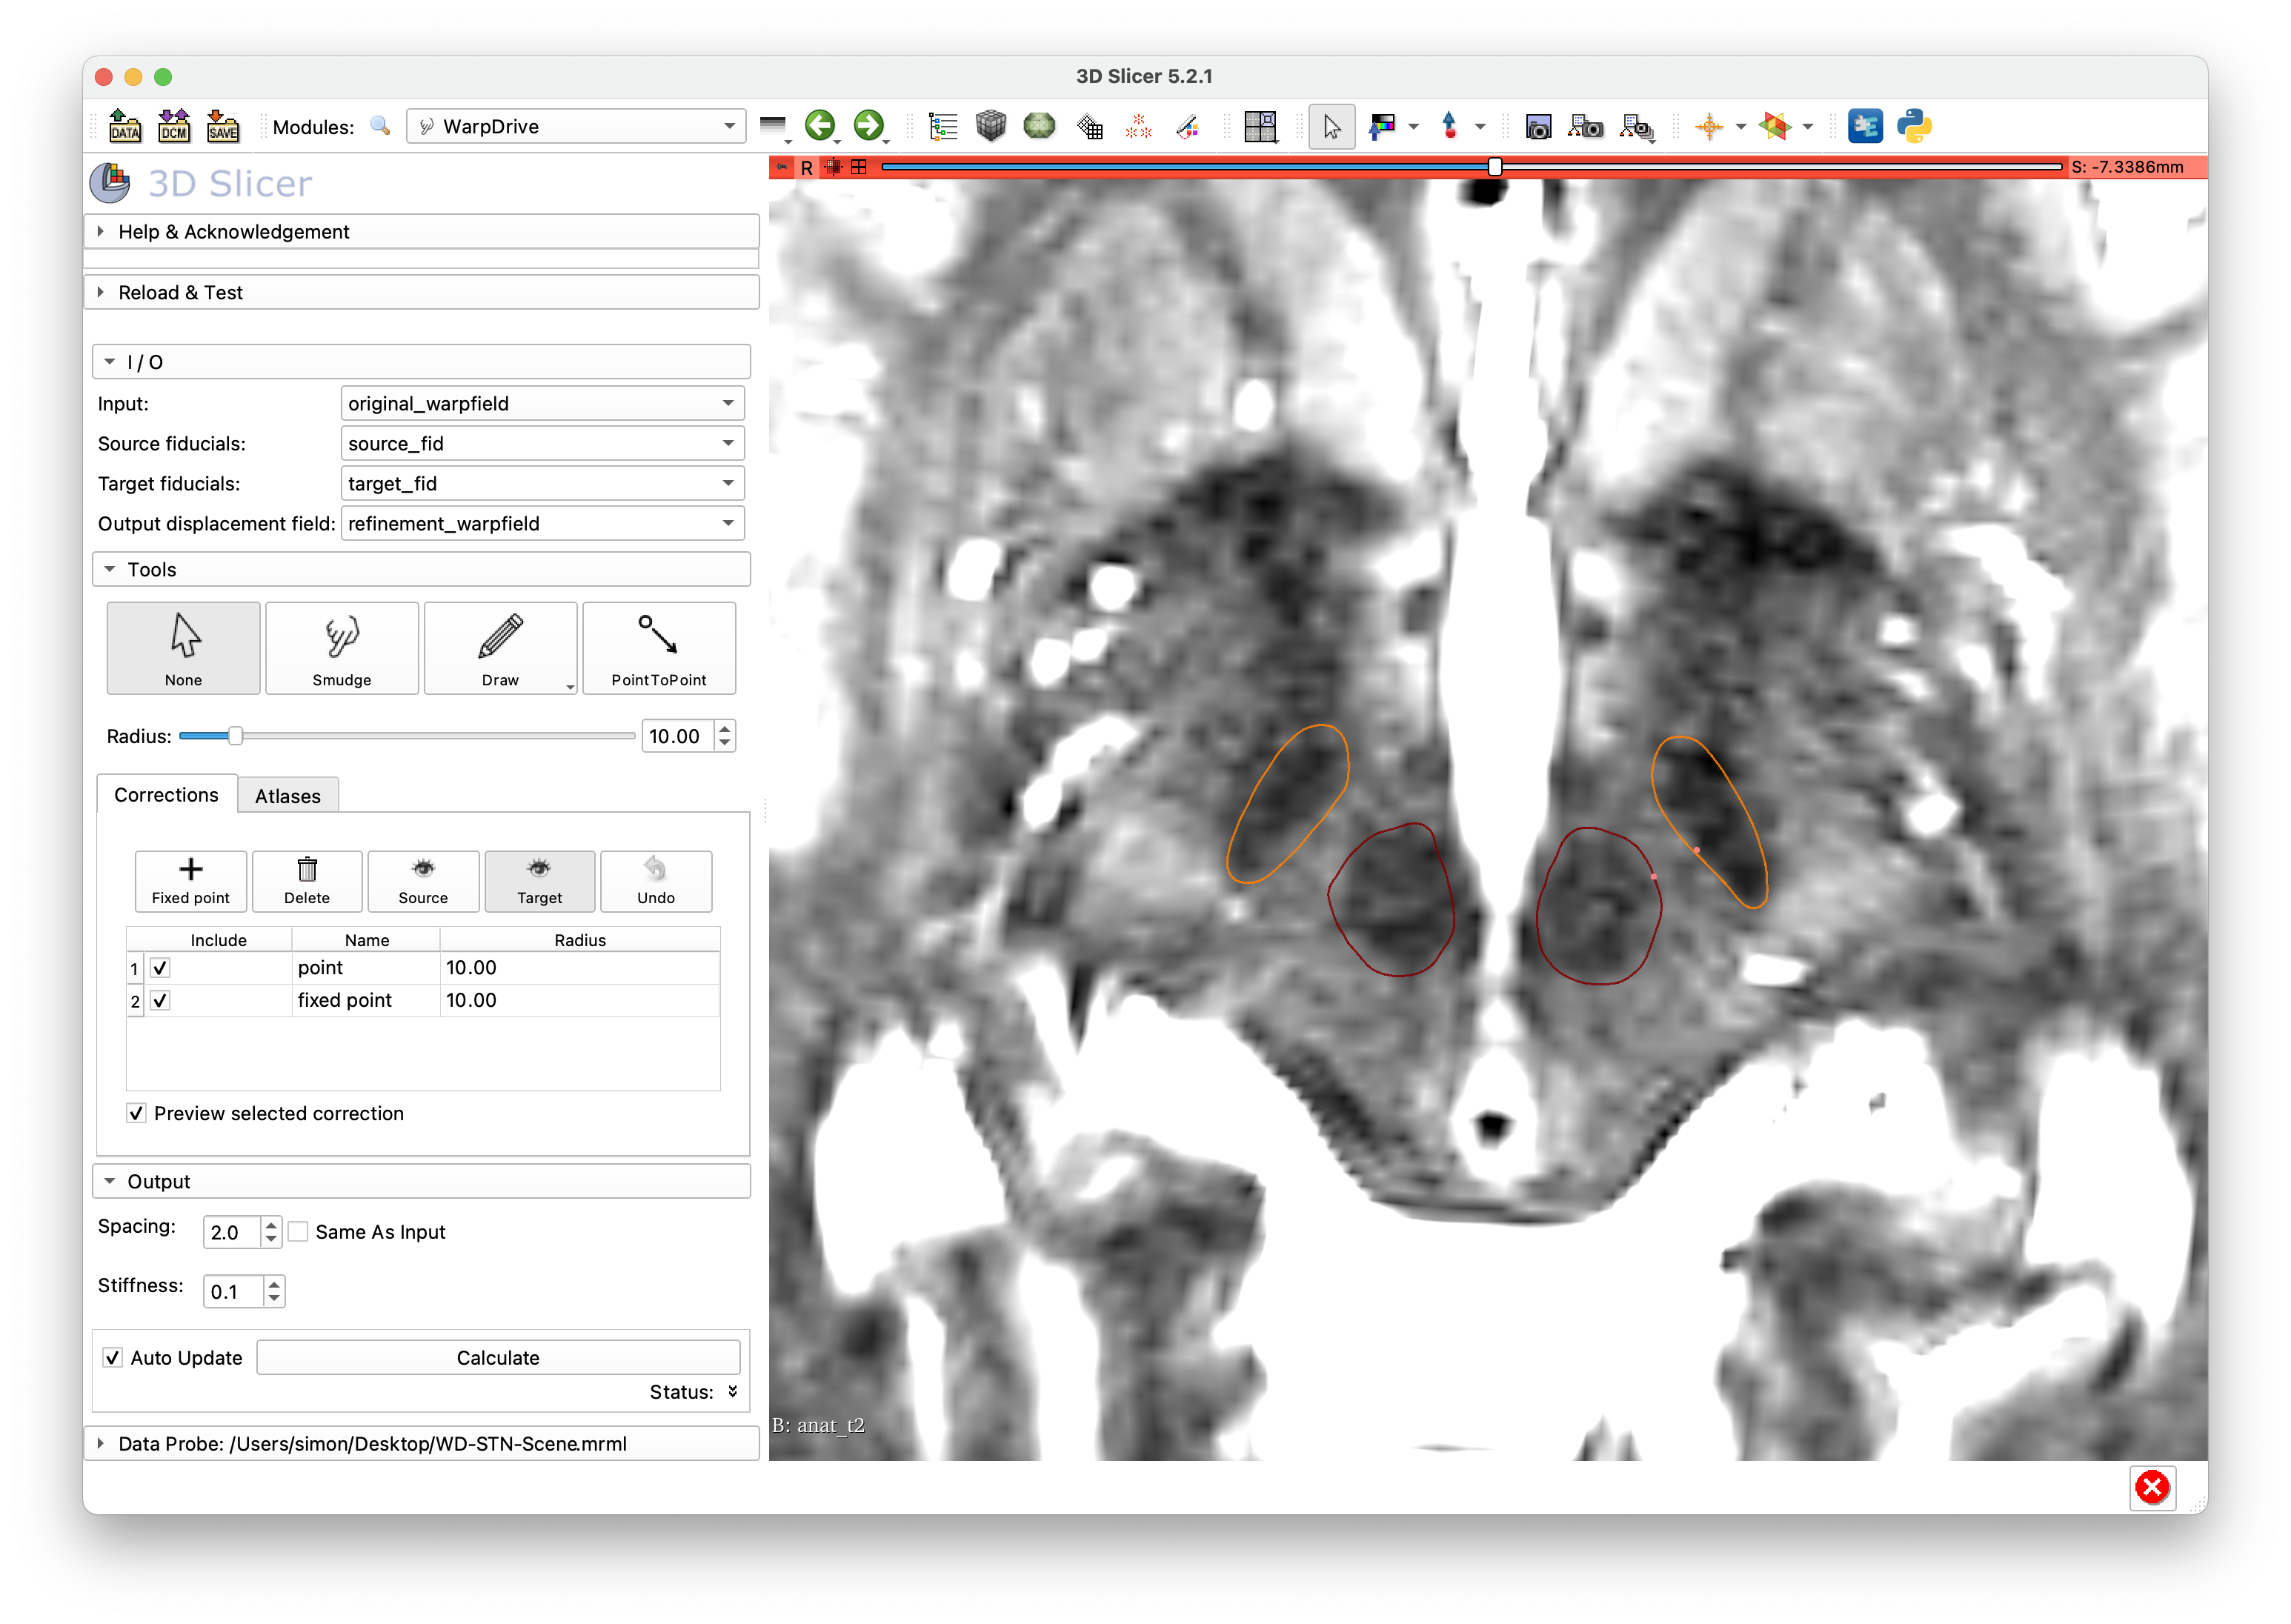 3D Slicer 5.2.1
DATA DCM SAVE Modules: WarpDrive
R S: -7.3386mm
3D Slicer
Help & Acknowledgement
Reload & Test
I / O
Input: original_warpfield
Source fiducials: source_fid
Target fiducials: target_fid
Output displacement field: refinement_warpfield
Tools
None Smudge Draw PointToPoint
Radius: 10.00
Corrections Atlases
Fixed point Delete Source Target Undo
Include Name Radius
1 point 10.00
2 fixed point 10.00
Preview selected correction
Output
Spacing: 2.0 Same As Input
Stiffness: 0.1
Auto Update Calculate
Status:
B: anat_t2
Data Probe: /Users/simon/Desktop/WD-STN-Scene.mrml